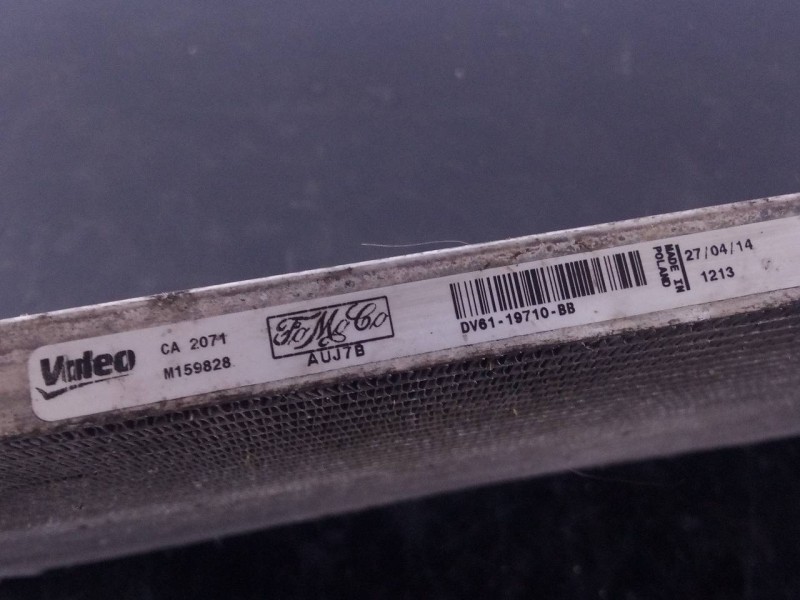 Valeo
CA 2071
M159828
FoMoCo
AUJ7B
DV61-19710-BB
MADE IN
POLAND
27/04/14
1213